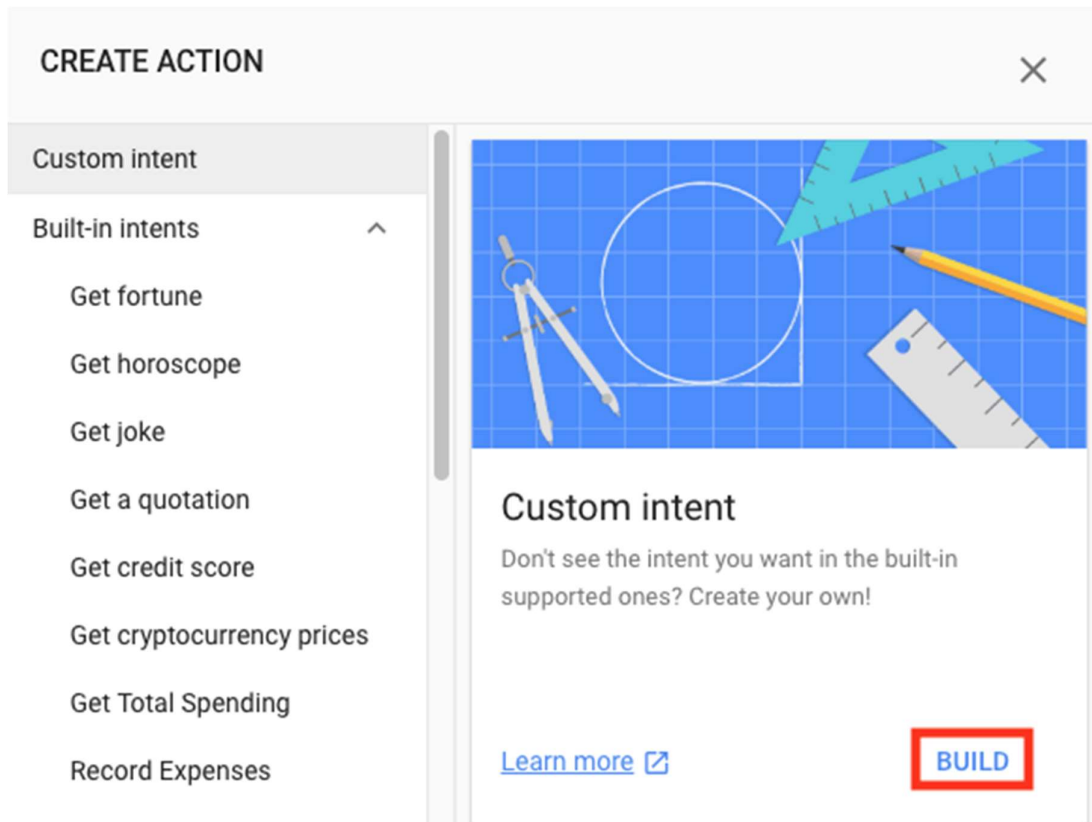 CREATE ACTION
Custom intent
Built-in intents
Get fortune
Get horoscope
Get joke
Get a quotation
Get credit score
Get cryptocurrency prices
Get Total Spending
Record Expenses
Custom intent
Don't see the intent you want in the built-in
supported ones? Create your own!
Learn more
BUILD